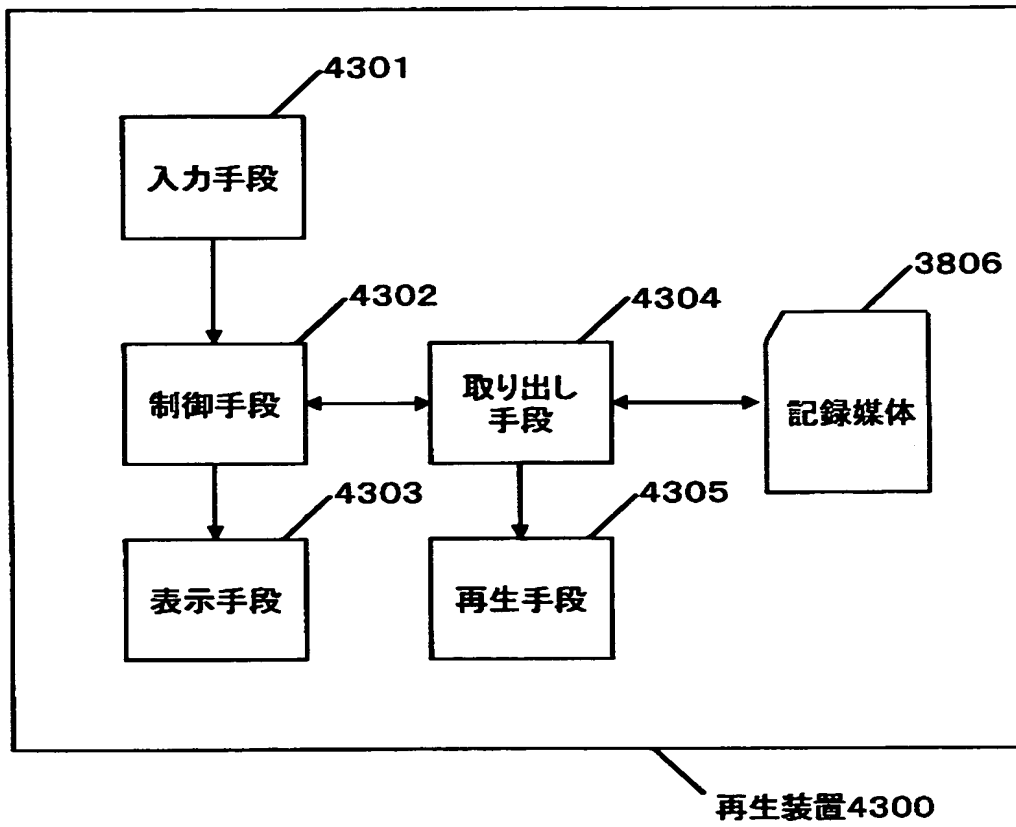 4301
入力手段
4302
4304
3806
制御手段
取り出し
手段
記録媒体
4303
4305
表示手段
再生手段
再生装置4300